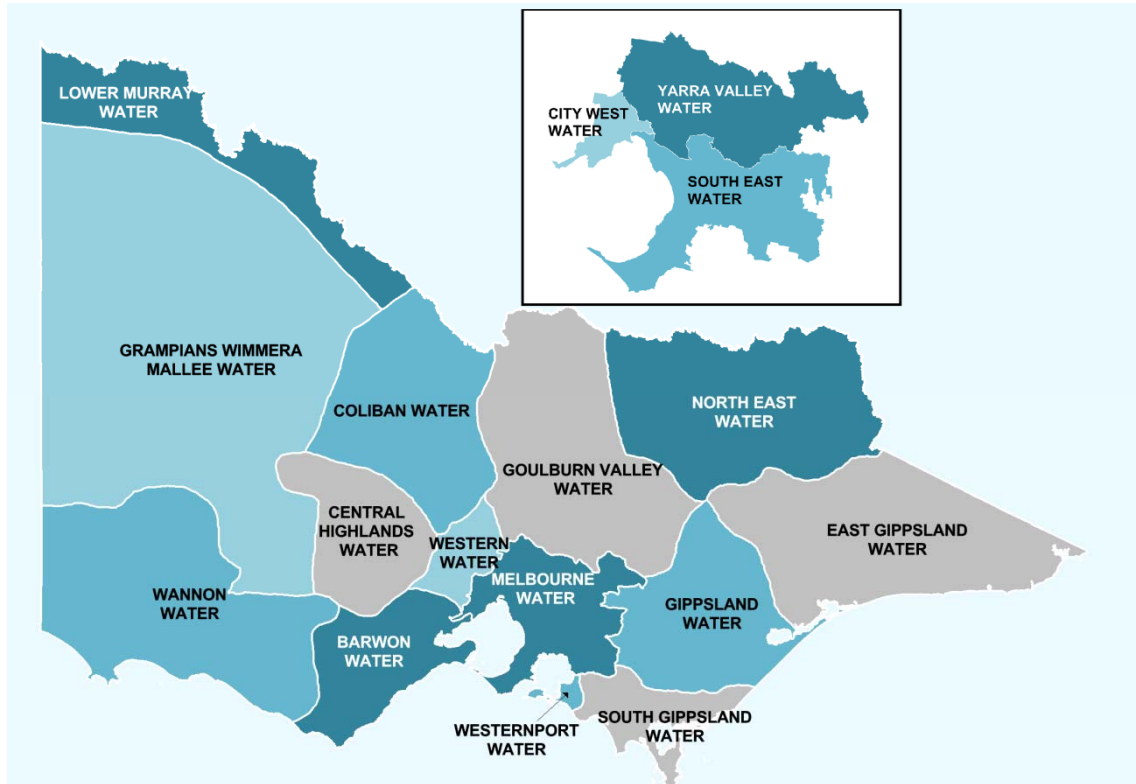 LOWER MURRAY
WATER
YARRA VALLEY
WATER
CITY WEST
WATER
SOUTH EAST
WATER
GRAMPIANS WIMMERA
MALLEE WATER
COLIBAN WATER
NORTH EAST
WATER
GOULBURN VALLEY
WATER
CENTRAL
HIGHLANDS
WATER
EAST GIPPSLAND
WATER
WESTERN
WATER
MELBOURNE
WATER
WANNON
WATER
GIPPSLAND
WATER
BARWON
WATER
WESTERNPORT
WATER
SOUTH GIPPSLAND
WATER